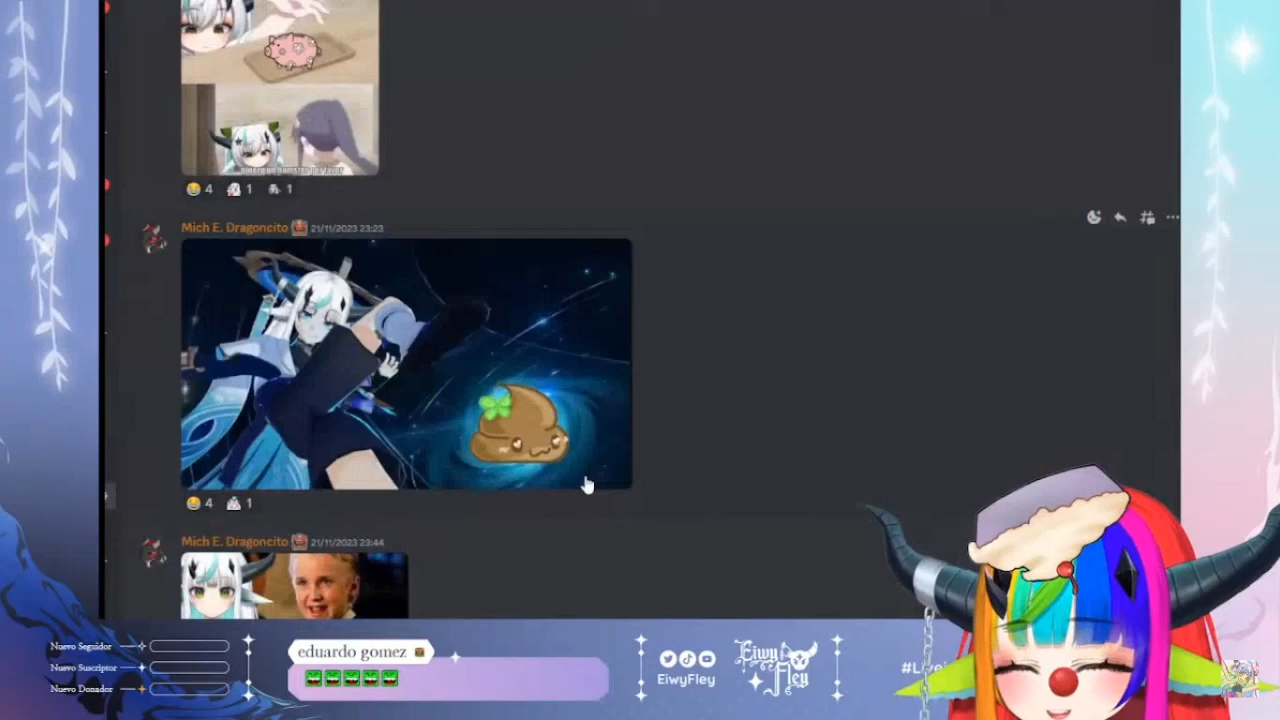 4 1 1
Mich E. Dragoncito 21/11/2023 23:23
4 1
Mich E. Dragoncito 21/11/2023 23:44
Nuevo Seguidor
Nuevo Suscriptor
Nuevo Donador
eduardo gomez
EiwyFley
Eiwy
Fley